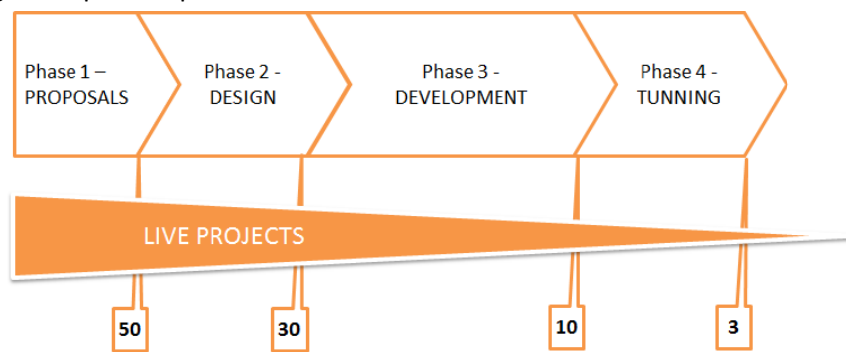 Phase 1 –
PROPOSALS
Phase 2 -
DESIGN
Phase 3 -
DEVELOPMENT
Phase 4 -
TUNNING
LIVE PROJECTS
50
30
10
3